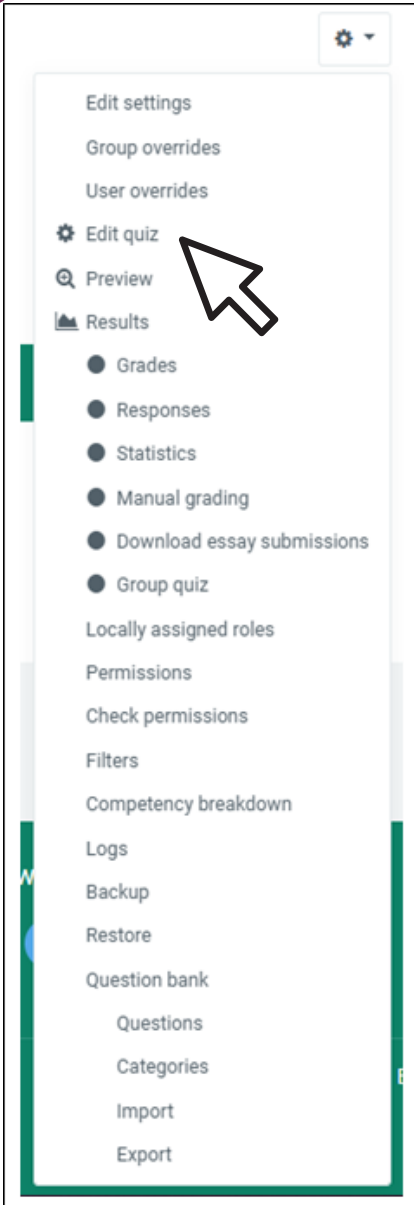 Edit settings
Group overrides
User overrides
Edit quiz
Preview
Results
Grades
Responses
Statistics
Manual grading
Download essay submissions
Group quiz
Locally assigned roles
Permissions
Check permissions
Filters
Competency breakdown
Logs
Backup
Restore
Question bank
Questions
Categories
Import
Export